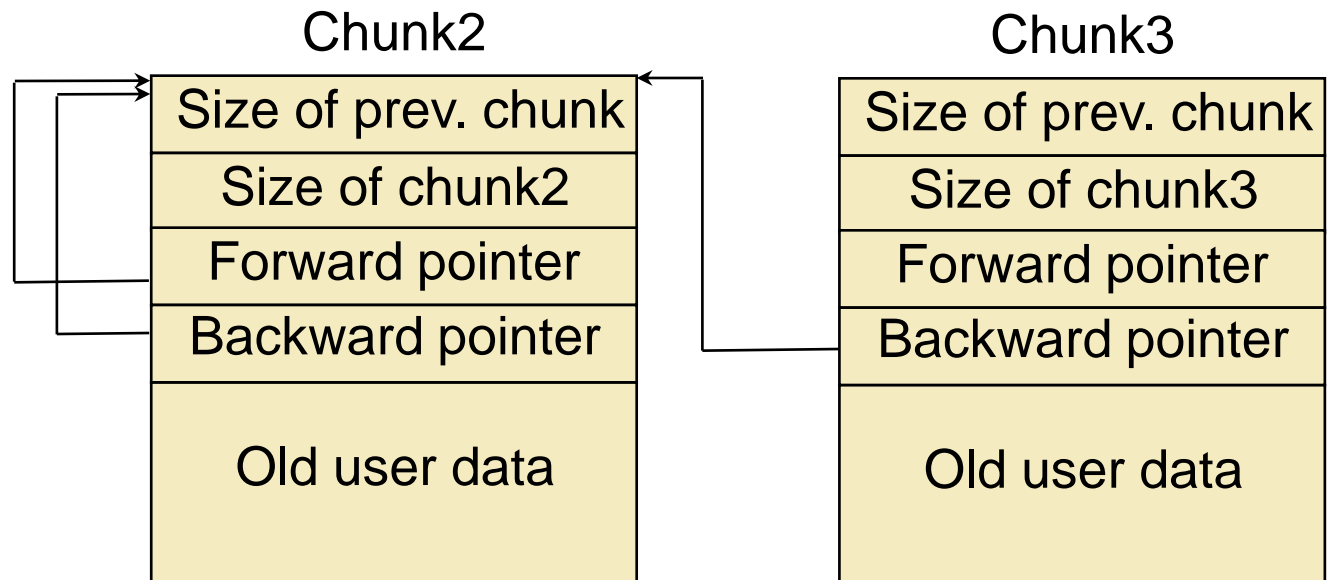 Chunk2
Size of prev. chunk
Size of chunk2
Forward pointer
Backward pointer
Old user data
Chunk3
Size of prev. chunk
Size of chunk3
Forward pointer
Backward pointer
Old user data